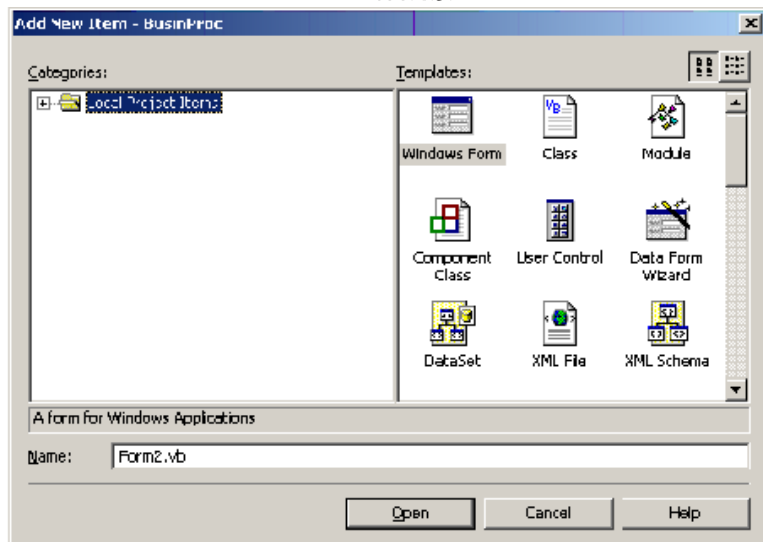 Add New Item - BusinProc
Categories:
Templates:
Local Project Items
Windows Form
Class
Module
Component Class
User Control
Data Form Wizard
DataSet
XML File
XML Schema
A form for Windows Applications
Name:
Form2.vb
Open
Cancel
Help